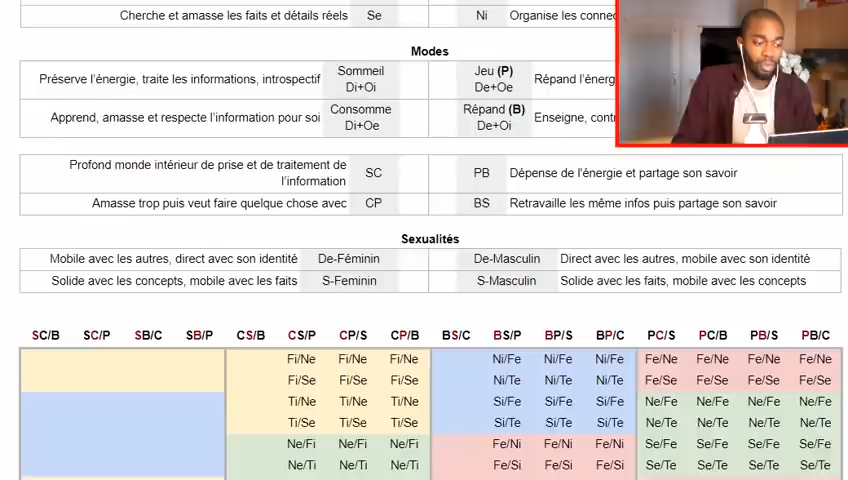 Cherche et amasse les faits et détails réels Se Ni Organise les
Modes
Préserve l'énergie, traite les informations, introspectif Sommeil Di+Oi Jeu (P) De+Oe Répand
Apprend, amasse et respecte l'information pour soi Consomme Di+Oe Répand (B) De+Oi Enseigne,
Profond monde intérieur de prise et de traitement de l'information SC PB Dépense de l'énergie et partage son savoir
Amasse trop puis veut faire quelque chose avec CP BS Retravaille les même infos puis partage son savoir
Sexualités
Mobile avec les autres, direct avec son identité De-Féminin De-Masculin Direct avec les autres, mobile avec son identité
Solide avec les concepts, mobile avec les faits S-Feminin S-Masculin Solide avec les faits, mobile avec les concepts
SC/B SC/P SB/C SB/P CS/B CS/P CP/S CP/B BS/C BS/P BP/S BP/C PC/S PC/B PB/S PB/C
Fi/Ne Fi/Ne Fi/Ne Ni/Fe Ni/Fe Ni/Fe Fe/Ne Fe/Ne Fe/Ne Fe/Ne
Fi/Se Fi/Se Fi/Se Ni/Te Ni/Te Ni/Te Fe/Se Fe/Se Fe/Se Fe/Se
Ti/Ne Ti/Ne Ti/Ne Si/Fe Si/Fe Si/Fe Ne/Fe Ne/Fe Ne/Fe Ne/Fe
Ti/Se Ti/Se Ti/Se Si/Te Si/Te Si/Te Ne/Te Ne/Te Ne/Te Ne/Te
Ne/Fi Ne/Fi Ne/Fi Fe/Ni Fe/Ni Fe/Ni Se/Fe Se/Fe Se/Fe Se/Fe
Ne/Ti Ne/Ti Ne/Ti Fe/Si Fe/Si Fe/Si Se/Te Se/Te Se/Te Se/Te